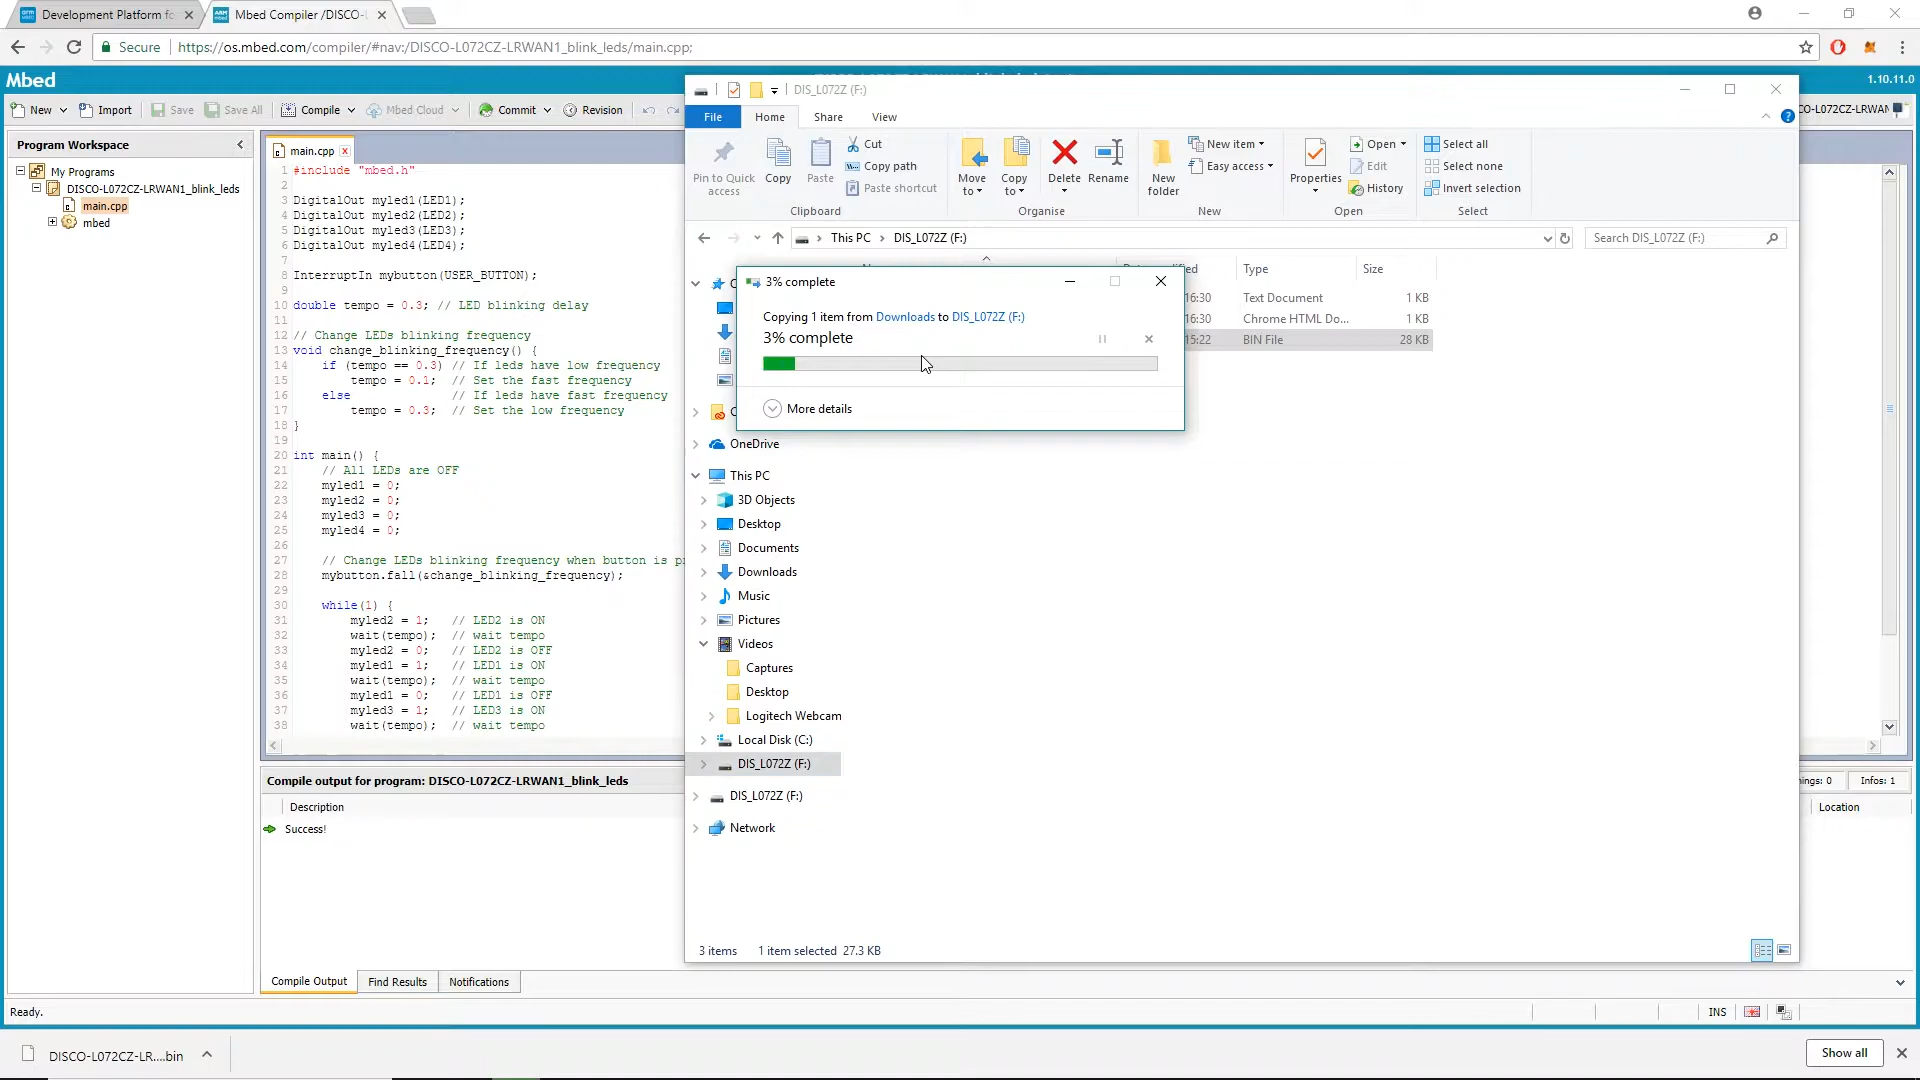 Development Platform fo
Mbed Compiler /DISCO-L
Secure
https://os.mbed.com/compiler/#nav:/DISCO-L072CZ-LRWAN1_blink_leds/main.cpp;
Mbed
1.10.11.0
New
Import
Save
Save All
Compile
Mbed Cloud
Commit
Revision
CO-L072CZ-LRWAN
Program Workspace
My Programs
DISCO-L072CZ-LRWAN1_blink_leds
main.cpp
mbed
main.cpp
1 #include "mbed.h"
2
3 DigitalOut myled1(LED1);
4 DigitalOut myled2(LED2);
5 DigitalOut myled3(LED3);
6 DigitalOut myled4(LED4);
7
8 InterruptIn mybutton(USER_BUTTON);
9
10 double tempo = 0.3; // LED blinking delay
11
12 // Change LEDs blinking frequency
13 void change_blinking_frequency() {
14 if (tempo == 0.3) // If leds have low frequency
15 tempo = 0.1; // Set the fast frequency
16 else // If leds have fast frequency
17 tempo = 0.3; // Set the low frequency
18 }
19
20 int main() {
21 // All LEDs are OFF
22 myled1 = 0;
23 myled2 = 0;
24 myled3 = 0;
25 myled4 = 0;
26
27 // Change LEDs blinking frequency when button is p
28 mybutton.fall(&change_blinking_frequency);
29
30 while(1) {
31 myled2 = 1; // LED2 is ON
32 wait(tempo); // wait tempo
33 myled2 = 0; // LED2 is OFF
34 myled1 = 1; // LED1 is ON
35 wait(tempo); // wait tempo
36 myled1 = 0; // LED1 is OFF
37 myled3 = 1; // LED3 is ON
38 wait(tempo); // wait tempo
Compile output for program: DISCO-L072CZ-LRWAN1_blink_leds
nings: 0
Infos: 1
Description
Location
Success!
Compile Output
Find Results
Notifications
Ready.
INS
DISCO-L072CZ-LR....bin
Show all
DIS_L072Z (F:)
File
Home
Share
View
Pin to Quick access
Copy
Paste
Cut
Copy path
Paste shortcut
Clipboard
Move to
Copy to
Delete
Rename
Organise
New folder
New item
Easy access
New
Properties
Open
Edit
History
Open
Select all
Select none
Invert selection
Select
This PC
DIS_L072Z (F:)
Search DIS_L072Z (F:)
Type
Size
16:30 Text Document 1 KB
16:30 Chrome HTML Do... 1 KB
15:22 BIN File 28 KB
3% complete
Copying 1 item from Downloads to DIS_L072Z (F:)
3% complete
More details
OneDrive
This PC
3D Objects
Desktop
Documents
Downloads
Music
Pictures
Videos
Captures
Desktop
Logitech Webcam
Local Disk (C:)
DIS_L072Z (F:)
DIS_L072Z (F:)
Network
3 items
1 item selected 27.3 KB